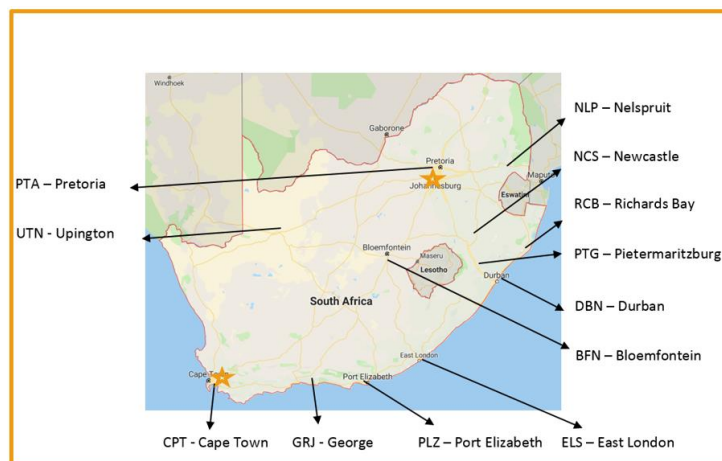 Windhoek
NLP – Nelspruit
Gaborone
NCS – Newcastle
Pretoria
PTA – Pretoria
Johannesburg
Eswatini
RCB – Richards Bay
UTN - Upington
Bloemfontein
Maseru
Lesotho
PTG – Pietermaritzburg
Durban
South Africa
DBN – Durban
East London
BFN – Bloemfontein
Cape
Port Elizabeth
CPT - Cape Town
GRJ - George
PLZ – Port Elizabeth
ELS – East London